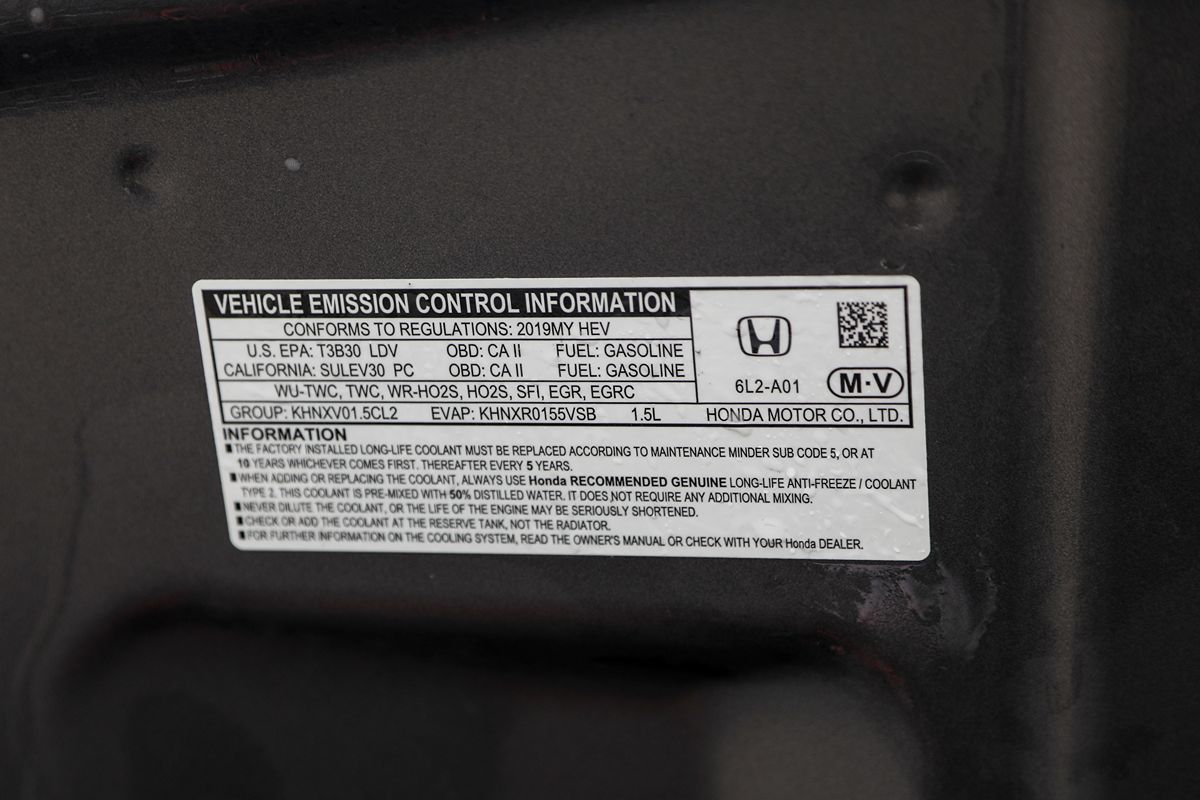 VEHICLE EMISSION CONTROL INFORMATION
CONFORMS TO REGULATIONS: 2019MY HEV
U.S. EPA: T3B30 LDV OBD: CA II FUEL: GASOLINE
CALIFORNIA: SULEV30 PC OBD: CA II FUEL: GASOLINE
WU-TWC, TWC, WR-HO2S, HO2S, SFI, EGR, EGRC
6L2-A01 M·V
GROUP: KHNXV01.5CL2 EVAP: KHNXR0155VSB 1.5L HONDA MOTOR CO., LTD.
INFORMATION
■THE FACTORY INSTALLED LONG-LIFE COOLANT MUST BE REPLACED ACCORDING TO MAINTENANCE MINDER SUB CODE 5, OR AT
10 YEARS WHICHEVER COMES FIRST. THEREAFTER EVERY 5 YEARS.
■WHEN ADDING OR REPLACING THE COOLANT, ALWAYS USE Honda RECOMMENDED GENUINE LONG-LIFE ANTI-FREEZE / COOLANT
TYPE 2. THIS COOLANT IS PRE-MIXED WITH 50% DISTILLED WATER. IT DOES NOT REQUIRE ANY ADDITIONAL MIXING.
■NEVER DILUTE THE COOLANT, OR THE LIFE OF THE ENGINE MAY BE SERIOUSLY SHORTENED.
■CHECK OR ADD THE COOLANT AT THE RESERVE TANK, NOT THE RADIATOR.
■FOR FURTHER INFORMATION ON THE COOLING SYSTEM, READ THE OWNER'S MANUAL OR CHECK WITH YOUR Honda DEALER.